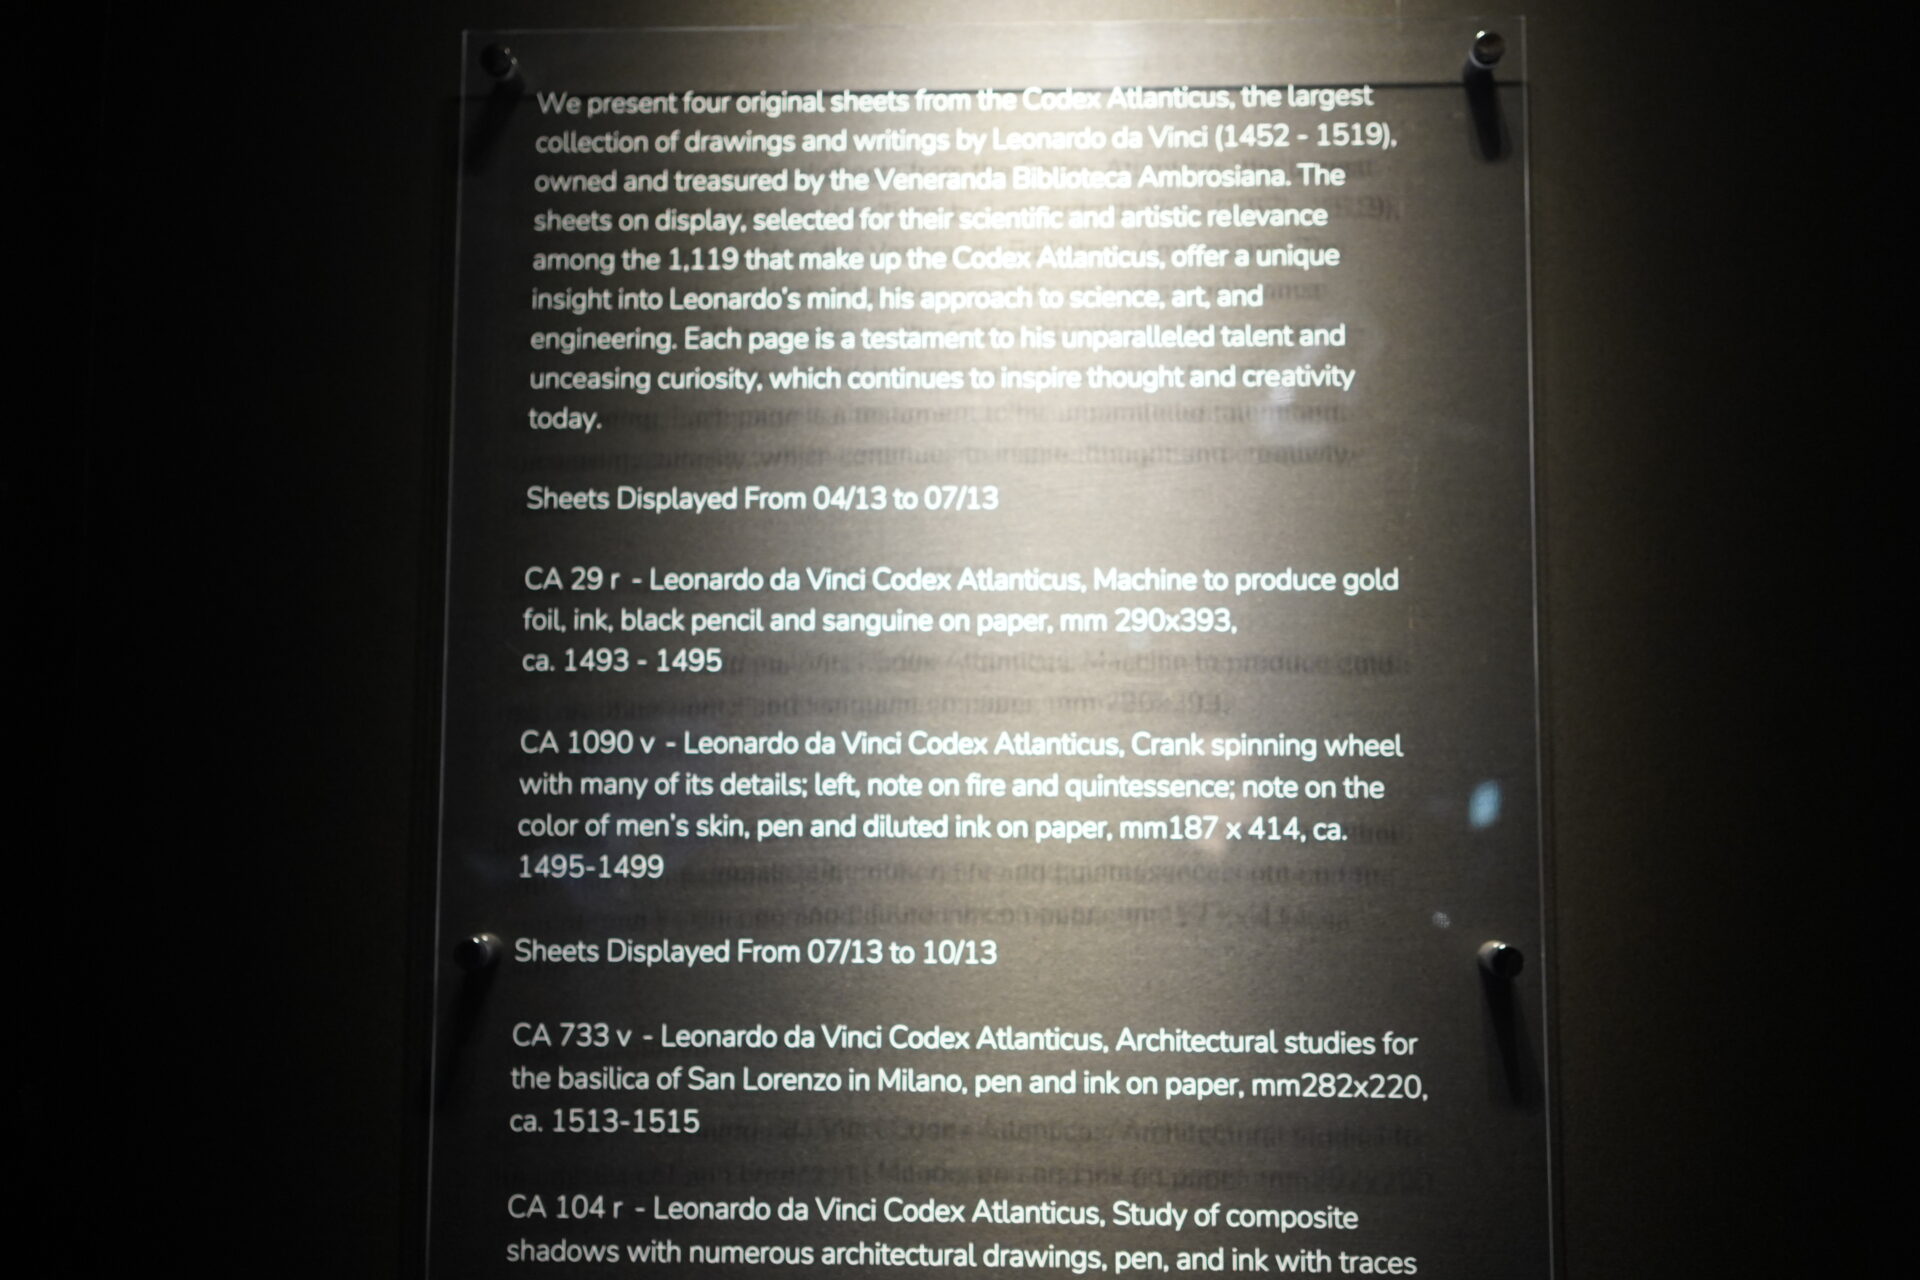 We present four original sheets from the Codex Atlanticus, the largest
collection of drawings and writings by Leonardo da Vinci (1452 - 1519),
owned and treasured by the Veneranda Biblioteca Ambrosiana. The
sheets on display, selected for their scientific and artistic relevance
among the 1,119 that make up the Codex Atlanticus, offer a unique
insight into Leonardo's mind, his approach to science, art, and
engineering. Each page is a testament to his unparalleled talent and
unceasing curiosity, which continues to inspire thought and creativity
today.
Sheets Displayed From 04/13 to 07/13
CA 29 r - Leonardo da Vinci Codex Atlanticus, Machine to produce gold
foil, ink, black pencil and sanguine on paper, mm 290x393,
ca. 1493 - 1495
CA 1090 v - Leonardo da Vinci Codex Atlanticus, Crank spinning wheel
with many of its details; left, note on fire and quintessence; note on the
color of men's skin, pen and diluted ink on paper, mm187 x 414, ca.
1495-1499
Sheets Displayed From 07/13 to 10/13
CA 733 v - Leonardo da Vinci Codex Atlanticus, Architectural studies for
the basilica of San Lorenzo in Milano, pen and ink on paper, mm282x220,
ca. 1513-1515
CA 104 r - Leonardo da Vinci Codex Atlanticus, Study of composite
shadows with numerous architectural drawings, pen, and ink with traces